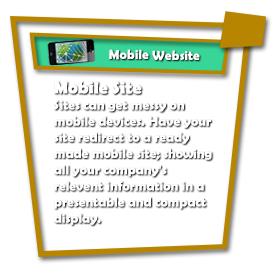 Mobile Website
Mobile Site
Sites can get messy on
mobile devices. Have your
site redirect to a ready
made mobile site; showing
all your company's
relevent information in a
presentable and compact
display.